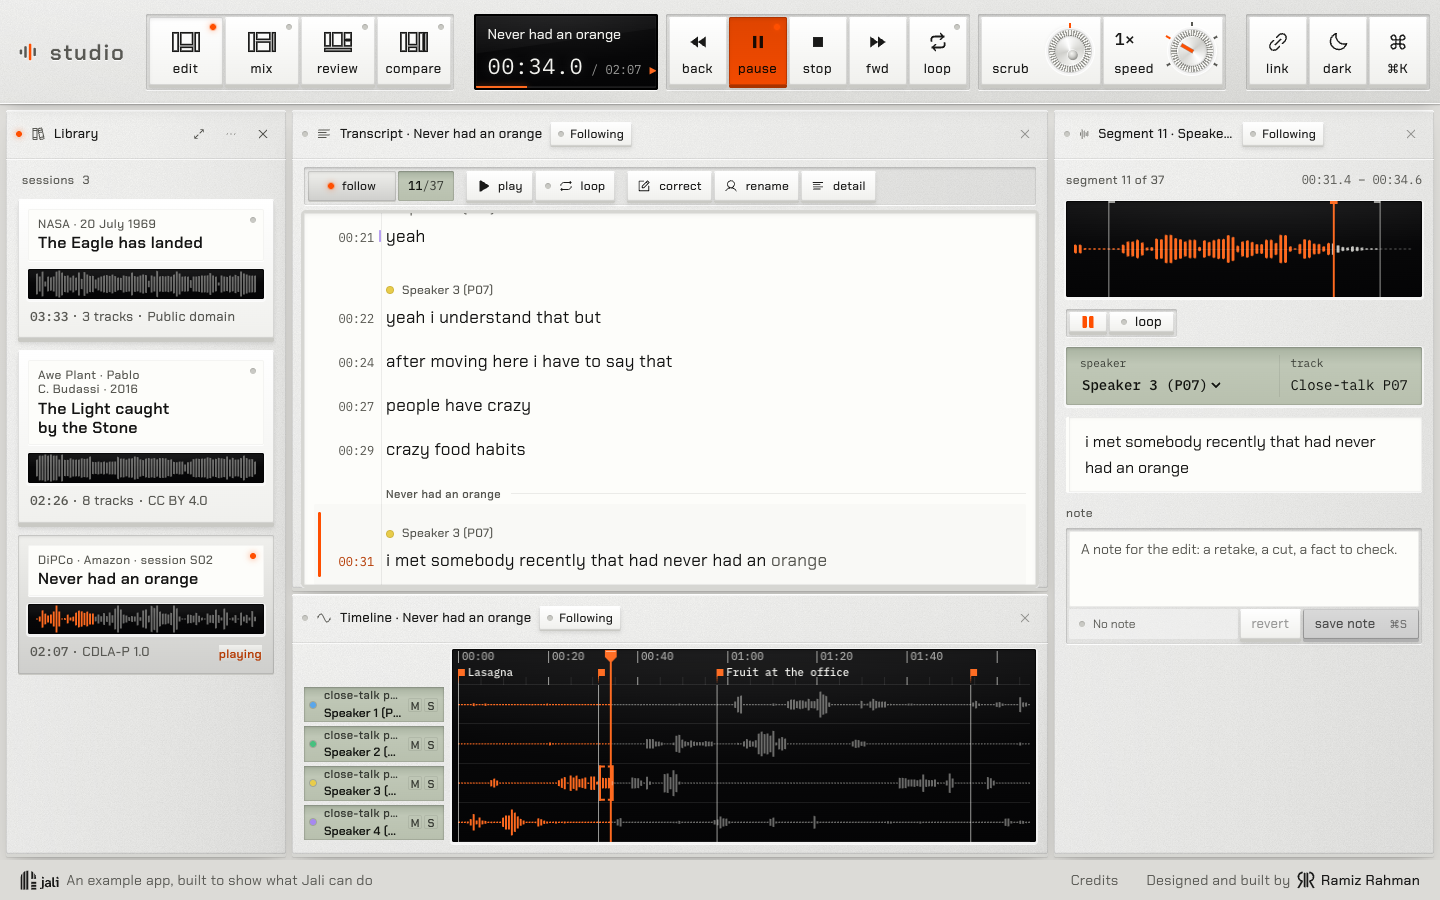 studio
edit
mix
review
compare
Never had an orange
00:34.0 / 02:07
back
pause
stop
fwd
loop
scrub
1×
speed
link
dark
⌘K
Library
sessions 3
NASA · 20 July 1969
The Eagle has landed
03:33 · 3 tracks · Public domain
Awe Plant · Pablo
C. Budassi · 2016
The Light caught
by the Stone
02:26 · 8 tracks · CC BY 4.0
DiPCo · Amazon · session S02
Never had an orange
02:07 · CDLA-P 1.0
playing
Transcript · Never had an orange
Following
follow
11/37
play
loop
correct
rename
detail
00:21 yeah
Speaker 3 (P07)
00:22 yeah i understand that but
00:24 after moving here i have to say that
00:27 people have crazy
00:29 crazy food habits
Never had an orange
Speaker 3 (P07)
00:31 i met somebody recently that had never had an orange
Timeline · Never had an orange
Following
00:00 00:20 00:40 01:00 01:20 01:40
Lasagna
Fruit at the office
close-talk p...
Speaker 1 (P... M S
close-talk p...
Speaker 2 (... M S
close-talk p...
Speaker 3 (... M S
close-talk p...
Speaker 4 (... M S
Segment 11 · Speake...
Following
segment 11 of 37
00:31.4 – 00:34.6
loop
speaker
Speaker 3 (P07)
track
Close-talk P07
i met somebody recently that had never
had an orange
note
A note for the edit: a retake, a cut, a fact to check.
No note
revert
save note ⌘S
jali An example app, built to show what Jali can do
Credits
Designed and built by Ramiz Rahman